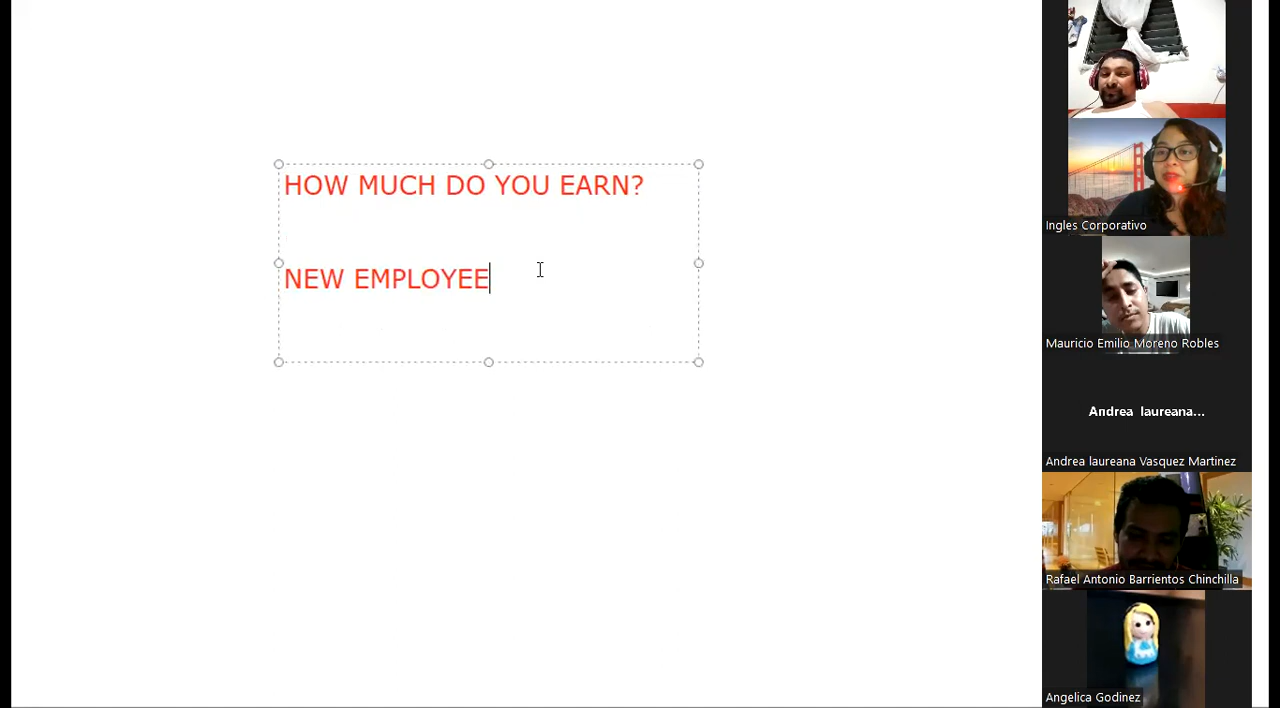 HOW MUCH DO YOU EARN?
NEW EMPLOYEE
Ingles Corporativo
Mauricio Emilio Moreno Robles
Andrea laureana...
Andrea laureana Vasquez Martinez
Rafael Antonio Barrientos Chinchilla
Angelica Godinez